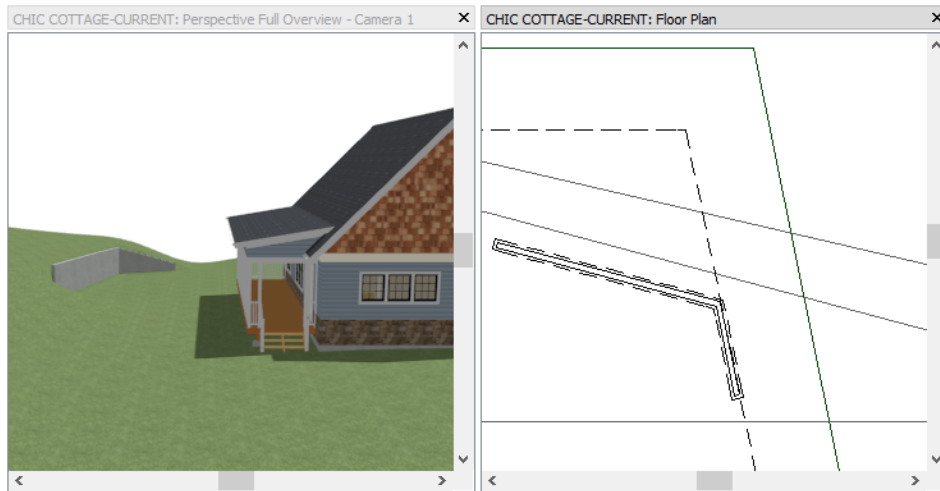 CHIC COTTAGE-CURRENT: Perspective Full Overview - Camera 1
CHIC COTTAGE-CURRENT: Floor Plan